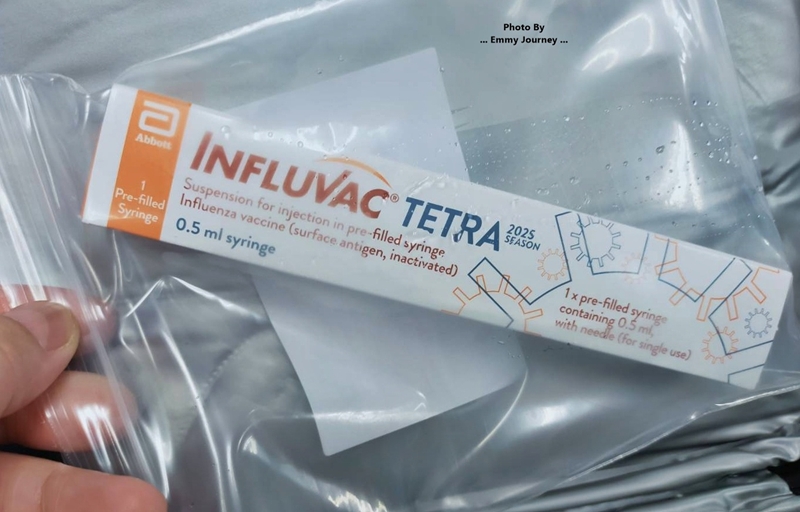 Photo By
... Emmy Journey ...
Abbott
1
Pre-filled
Syringe
INFLUVAC® TETRA 2025 SEASON
Suspension for injection in pre-filled syringe
Influenza vaccine (surface antigen, inactivated)
0.5 ml syringe
1 x pre-filled syringe
containing 0.5 ml,
with needle (for single use)